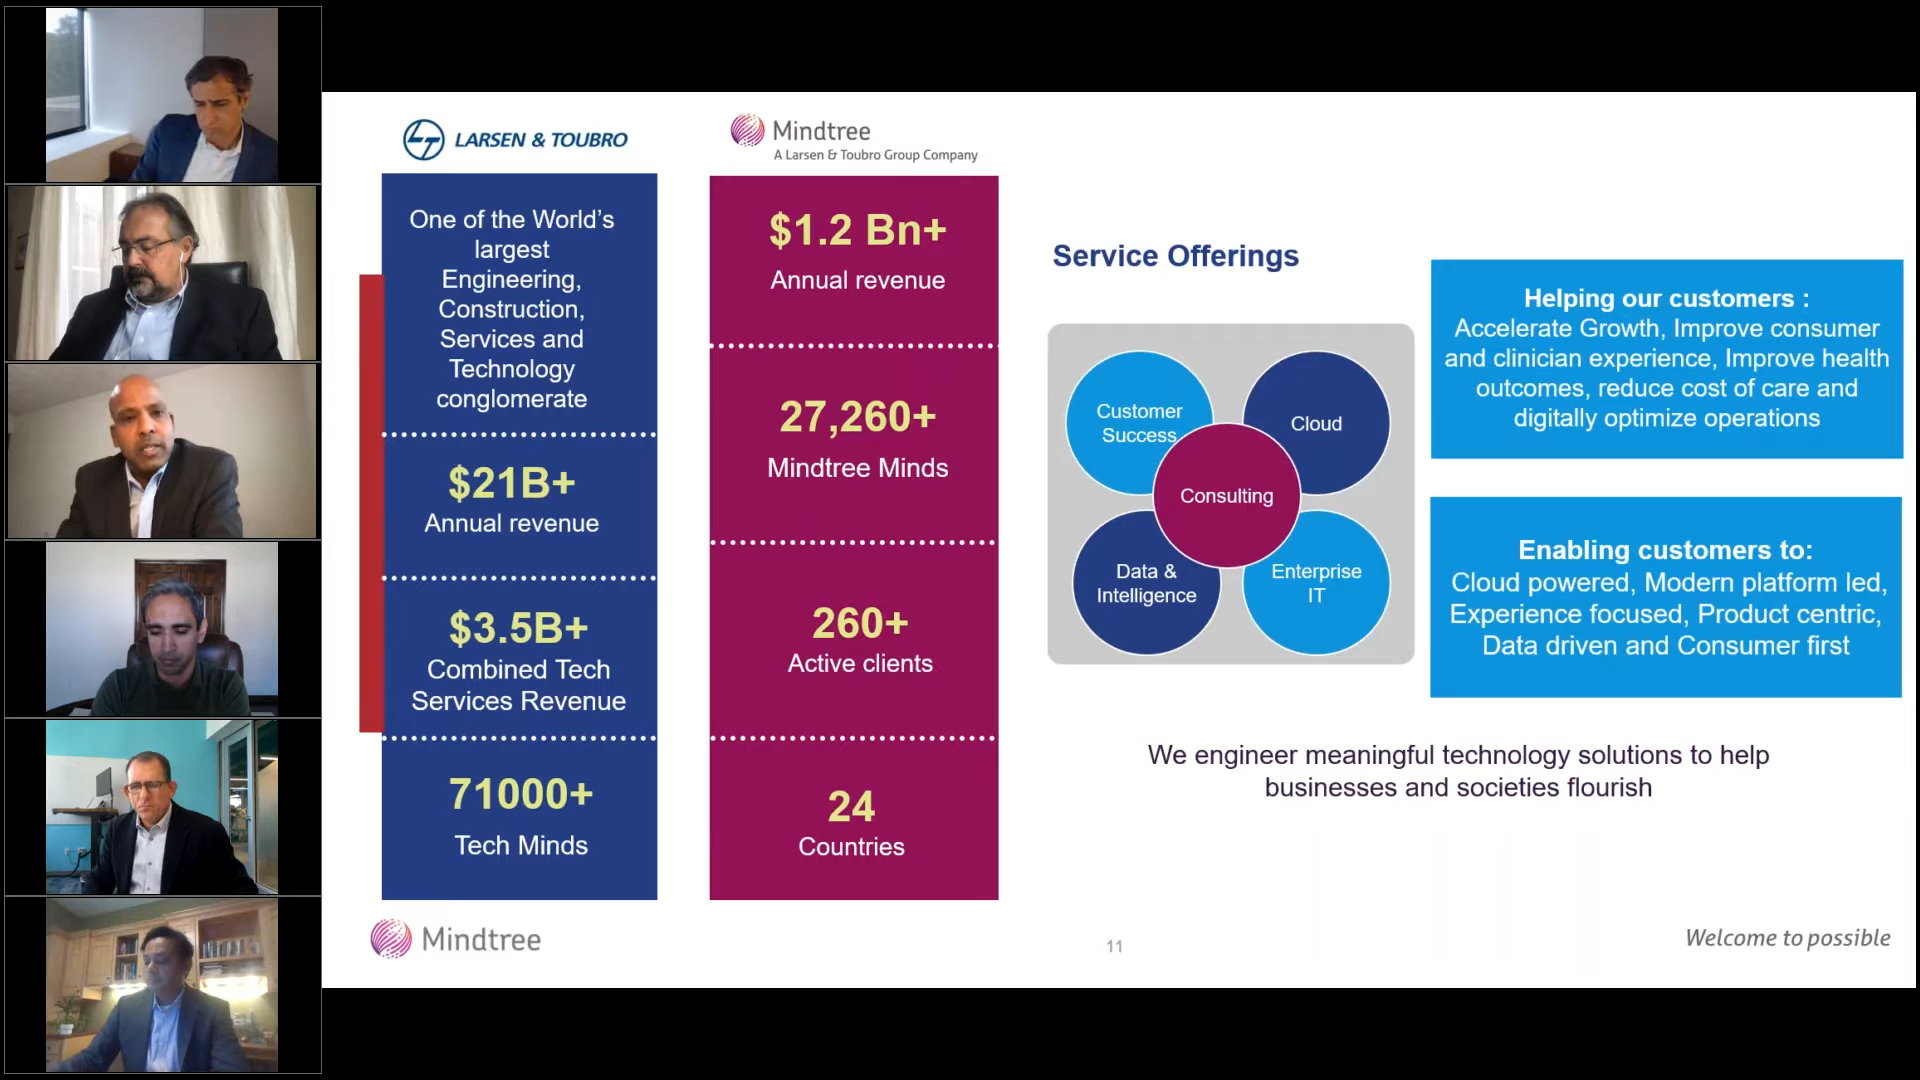 LARSEN & TOUBRO
One of the World's
largest
Engineering,
Construction,
Services and
Technology
conglomerate
$21B+
Annual revenue
$3.5B+
Combined Tech
Services Revenue
71000+
Tech Minds
Mindtree
A Larsen & Toubro Group Company
$1.2 Bn+
Annual revenue
27,260+
Mindtree Minds
260+
Active clients
24
Countries
Service Offerings
Customer
Success
Cloud
Consulting
Data &
Intelligence
Enterprise
IT
Helping our customers :
Accelerate Growth, Improve consumer
and clinician experience, Improve health
outcomes, reduce cost of care and
digitally optimize operations
Enabling customers to:
Cloud powered, Modern platform led,
Experience focused, Product centric,
Data driven and Consumer first
We engineer meaningful technology solutions to help
businesses and societies flourish
Mindtree
11
Welcome to possible